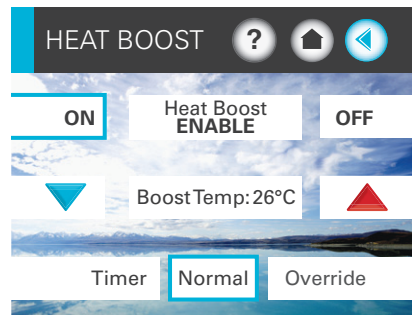 HEAT BOOST ?
ON Heat Boost ENABLE OFF
Boost Temp: 26°C
Timer Normal Override